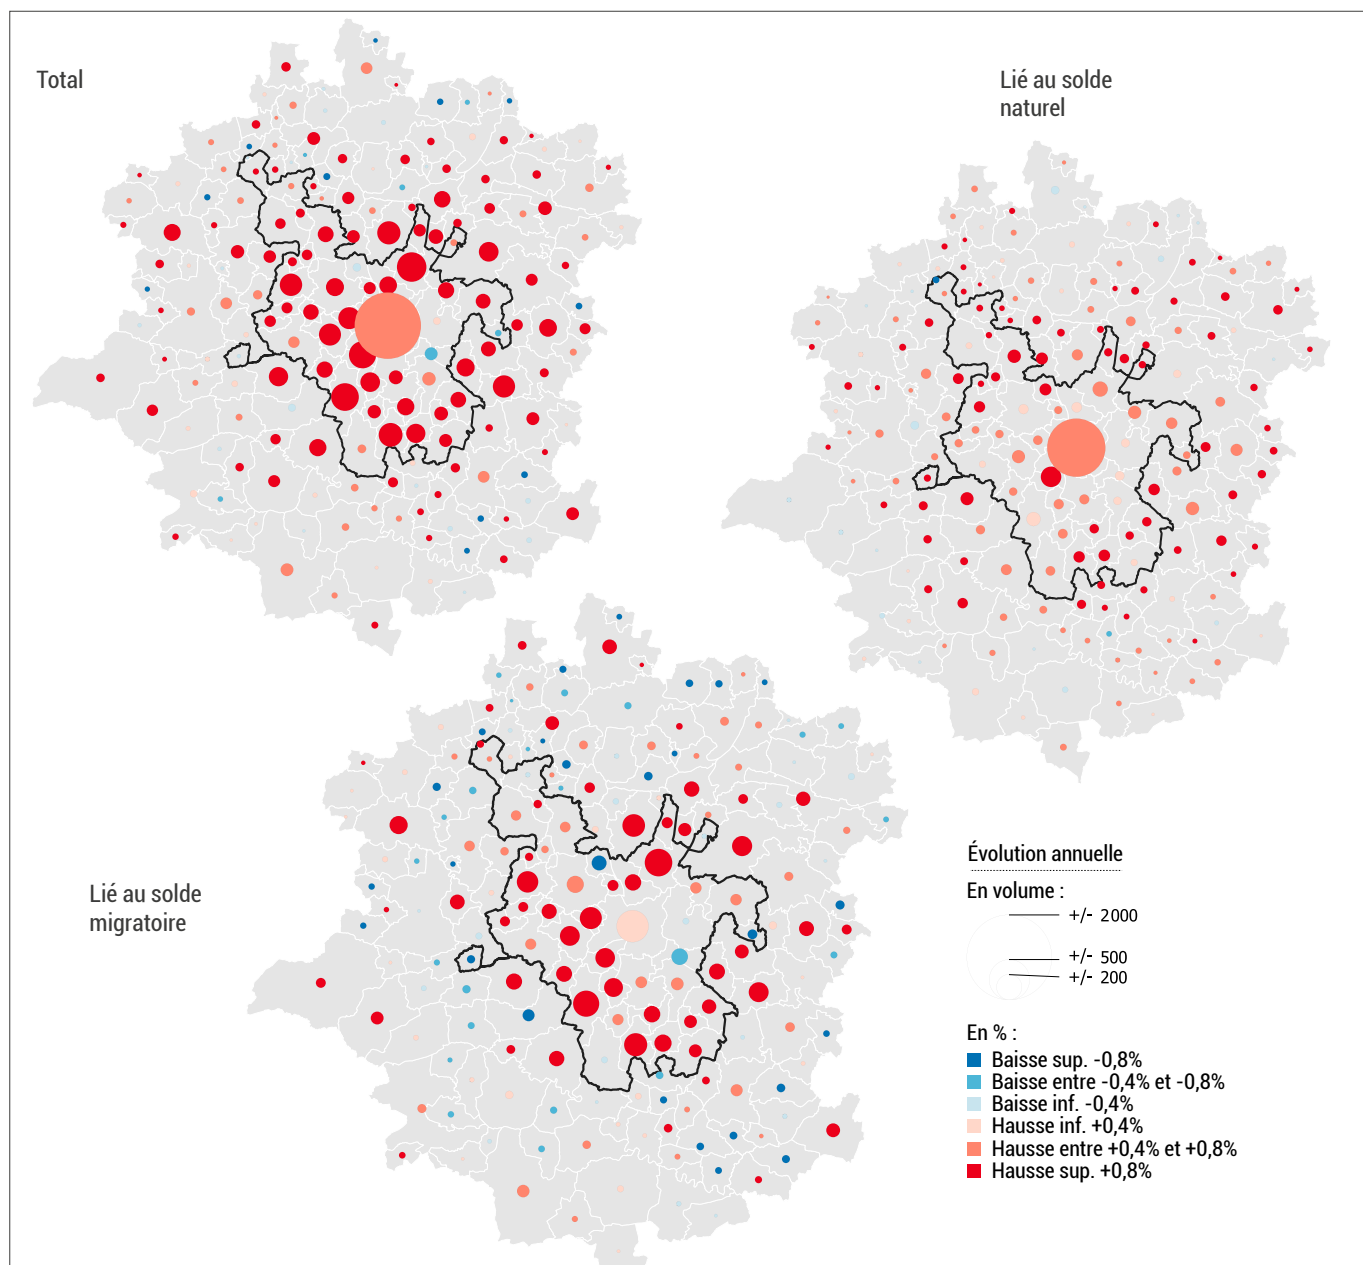 Total
Lié au solde
naturel
Lié au solde
migratoire
Évolution annuelle
En volume :
+/- 2000
+/- 500
+/- 200
En % :
Baisse sup. -0,8%
Baisse entre -0,4% et -0,8%
Baisse inf. -0,4%
Hausse inf. +0,4%
Hausse entre +0,4% et +0,8%
Hausse sup. +0,8%